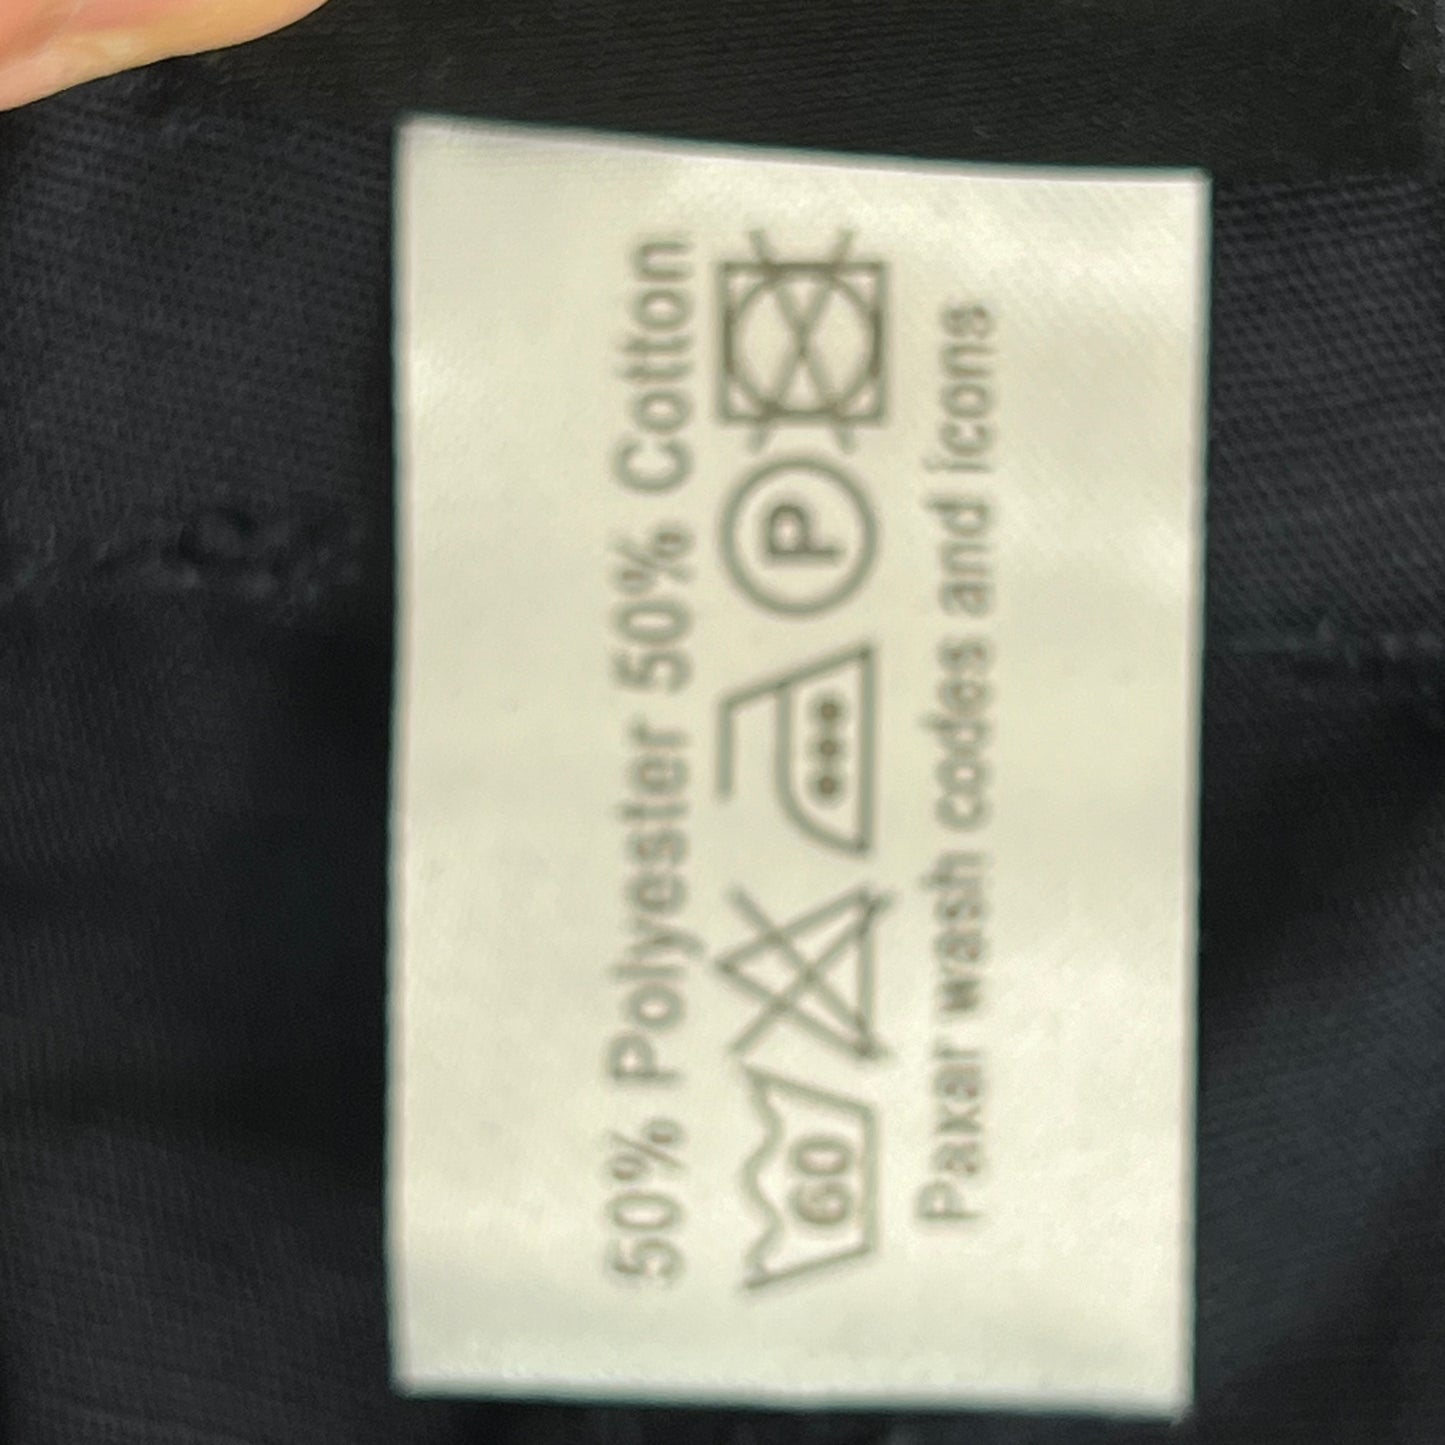 50% Polyester 50% Cotton
60 P
Paxar wash codes and icons